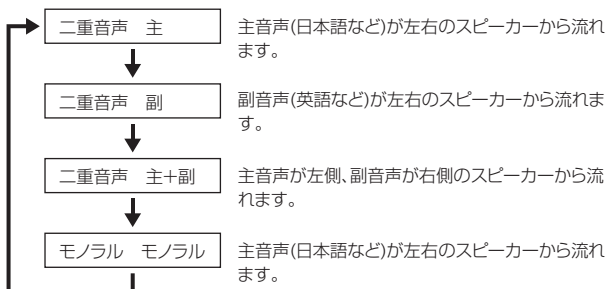 二重音声　主
主音声(日本語など)が左右のスピーカーから流れ
ます。
二重音声　副
副音声(英語など)が左右のスピーカーから流れま
す。
二重音声　主＋副
主音声が左側、副音声が右側のスピーカーから流
れます。
モノラル　モノラル
主音声(日本語など)が左右のスピーカーから流れ
ます。